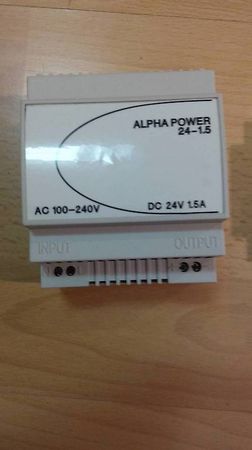 ALPHA POWER
24-1.5
AC 100-240V DC 24V 1.5A
INPUT OUTPUT